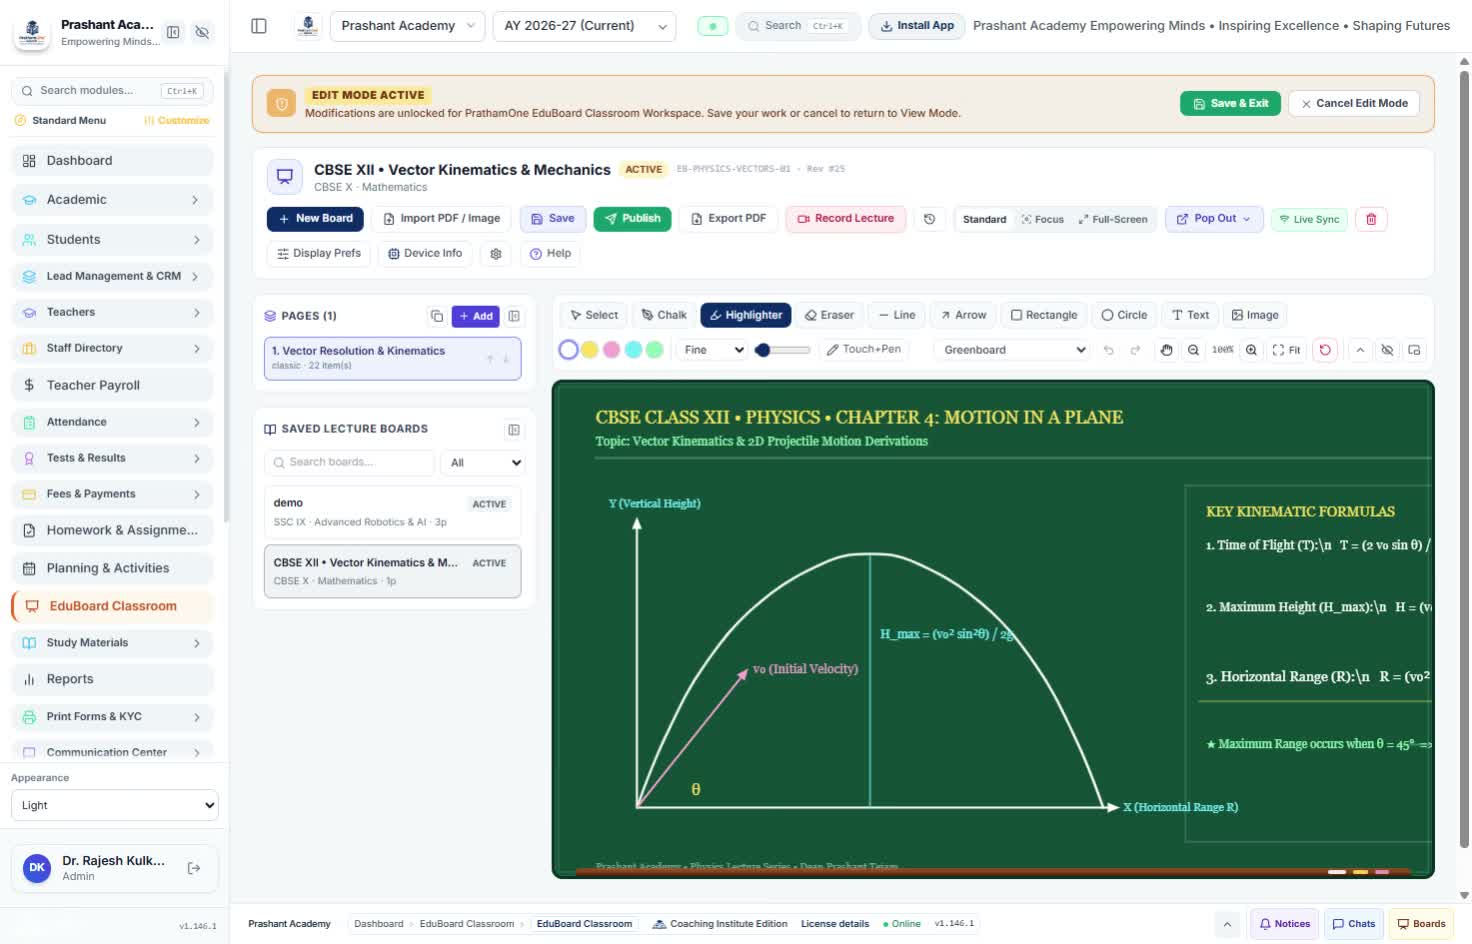 Prashant Aca...
Empowering Minds...
Search modules...
Ctrl+K
Standard Menu
Customize
Dashboard
Academic
Students
Lead Management & CRM
Teachers
Staff Directory
Teacher Payroll
Attendance
Tests & Results
Fees & Payments
Homework & Assignme...
Planning & Activities
EduBoard Classroom
Study Materials
Reports
Print Forms & KYC
Communication Center
Appearance
Light
DK
Dr. Rajesh Kulk...
Admin
v1.146.1
Prashant Academy
AY 2026-27 (Current)
Search
Ctrl+K
Install App
Prashant Academy Empowering Minds • Inspiring Excellence • Shaping Futures
EDIT MODE ACTIVE
Modifications are unlocked for PrathamOne EduBoard Classroom Workspace. Save your work or cancel to return to View Mode.
Save & Exit
Cancel Edit Mode
CBSE XII • Vector Kinematics & Mechanics
ACTIVE
EB-PHYSICS-VECTORS-01 · Rev #25
CBSE X · Mathematics
New Board
Import PDF / Image
Save
Publish
Export PDF
Record Lecture
Standard
Focus
Full-Screen
Pop Out
Live Sync
Display Prefs
Device Info
Help
PAGES (1)
Add
1. Vector Resolution & Kinematics
classic · 22 item(s)
SAVED LECTURE BOARDS
Search boards...
All
demo
ACTIVE
SSC IX · Advanced Robotics & AI · 3p
CBSE XII • Vector Kinematics & M...
ACTIVE
CBSE X · Mathematics · 1p
Select
Chalk
Highlighter
Eraser
Line
Arrow
Rectangle
Circle
Text
Image
Fine
Touch+Pen
Greenboard
100%
Fit
CBSE CLASS XII • PHYSICS • CHAPTER 4: MOTION IN A PLANE
Topic: Vector Kinematics & 2D Projectile Motion Derivations
Y (Vertical Height)
H_max = (v₀² sin²θ) / 2g
v₀ (Initial Velocity)
θ
X (Horizontal Range R)
KEY KINEMATIC FORMULAS
1. Time of Flight (T):\n T = (2 v₀ sin θ) /
2. Maximum Height (H_max):\n H = (v₀
3. Horizontal Range (R):\n R = (v₀²
★ Maximum Range occurs when θ = 45° =>
Prashant Academy • Physics Lecture Series • Dean Prashant Tajam
Prashant Academy
Dashboard › EduBoard Classroom › EduBoard Classroom
Coaching Institute Edition
License details
Online
v1.146.1
Notices
Chats
Boards